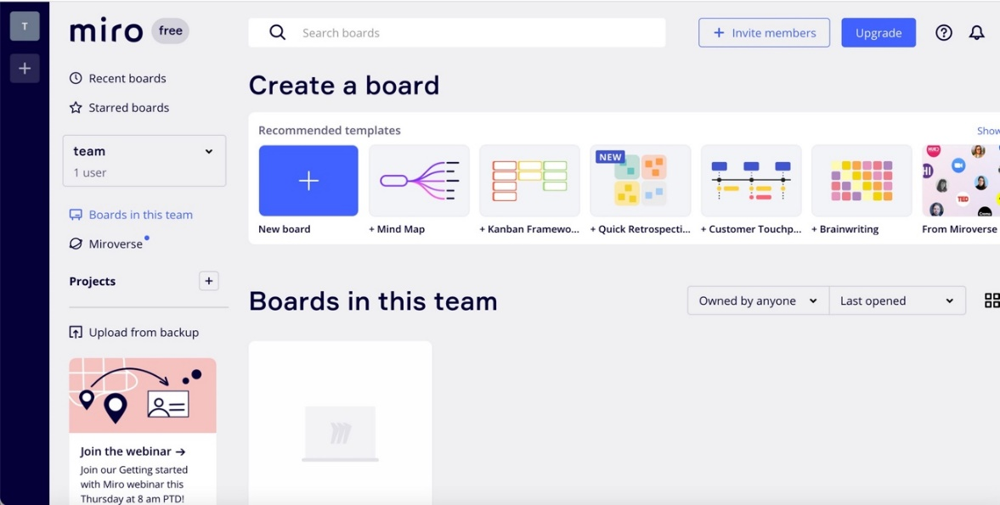 T
miro free
Search boards
+ Invite members
Upgrade
Recent boards
Starred boards
team
1 user
Boards in this team
Miroverse
Projects
Upload from backup
Join the webinar →
Join our Getting started
with Miro webinar this
Thursday at 8 am PTD!
Create a board
Recommended templates
Show
NEW
TED
New board
+ Mind Map
+ Kanban Framewo...
+ Quick Retrospecti...
+ Customer Touchp...
+ Brainwriting
From Miroverse
Boards in this team
Owned by anyone
Last opened